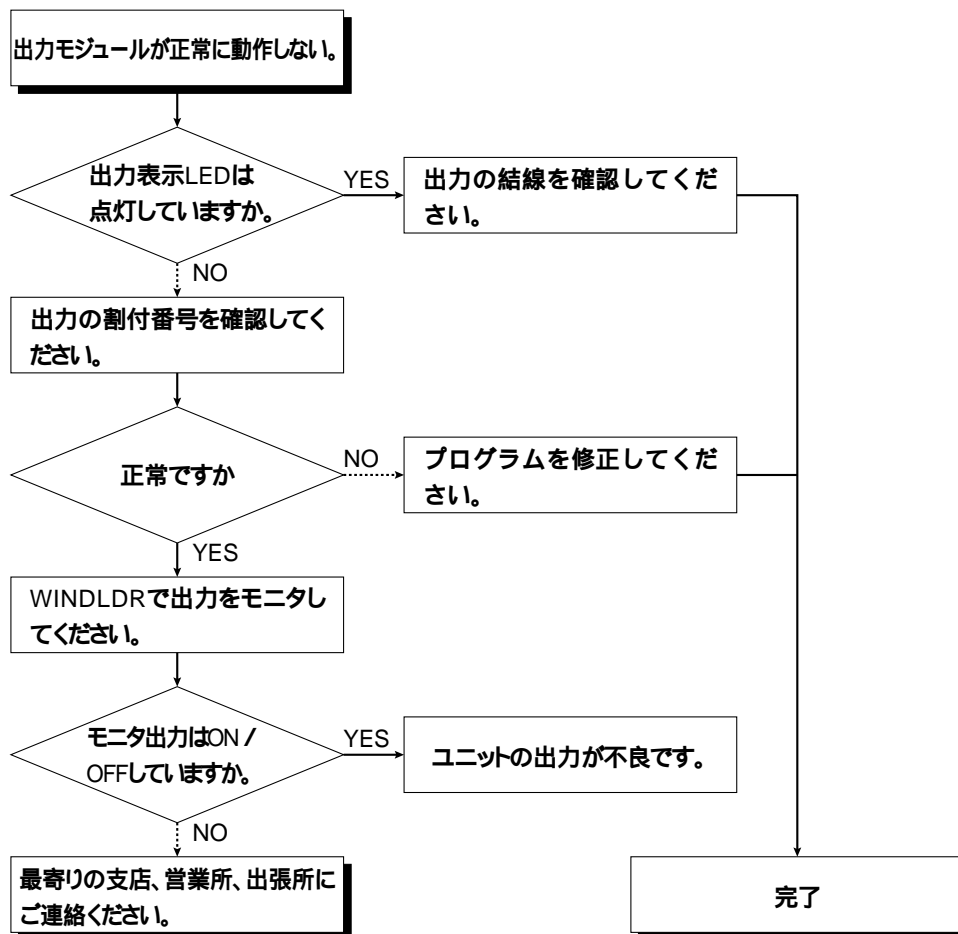 出力モジュールが正常に動作しない。
出力表示LEDは
点灯していますか。
YES
出力の結線を確認してくだ
さい。
NO
出力の割付番号を確認してく
ださい。
正常ですか
NO
プログラムを修正してくだ
さい。
YES
WINDLDRで出力をモニタし
てください。
モニタ出力はON /
OFFしていますか。
YES
ユニットの出力が不良です。
NO
最寄りの支店、営業所、出張所に
ご連絡ください。
完了